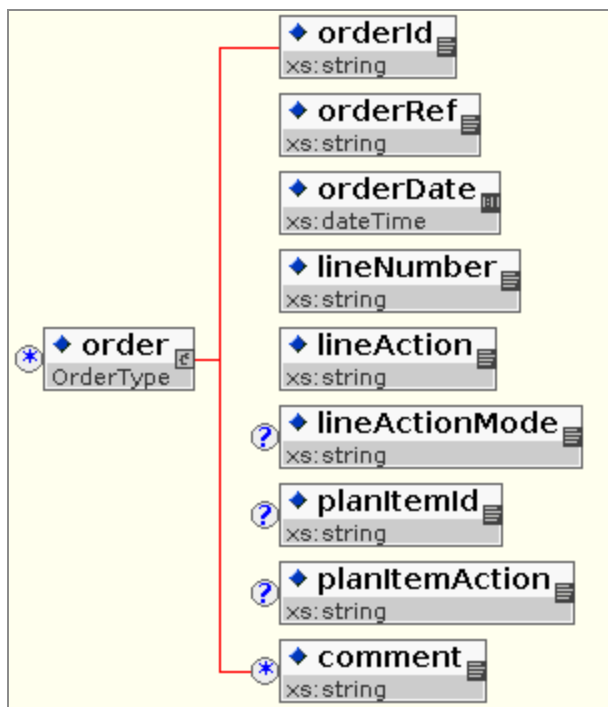 orderId
xs:string
orderRef
xs:string
orderDate
xs:dateTime
lineNumber
xs:string
* order
OrderType
lineAction
xs:string
? lineActionMode
xs:string
? planItemId
xs:string
? planItemAction
xs:string
* comment
xs:string